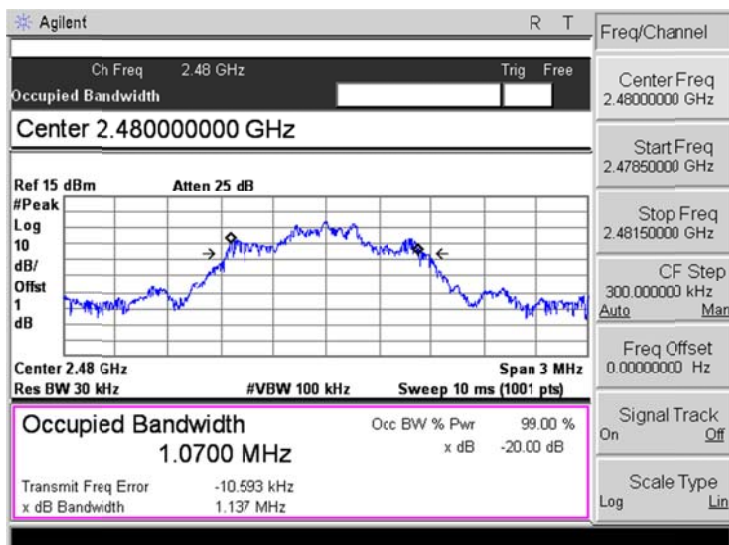 Agilent R T
Ch Freq 2.48 GHz Trig Free
Occupied Bandwidth
Center 2.480000000 GHz
Ref 15 dBm Atten 25 dB
#Peak
Log
10
dB/
Offst
1
dB
Center 2.48 GHz Span 3 MHz
Res BW 30 kHz #VBW 100 kHz Sweep 10 ms (1001 pts)
Occupied Bandwidth Occ BW % Pwr 99.00 %
1.0700 MHz x dB -20.00 dB
Transmit Freq Error -10.593 kHz
x dB Bandwidth 1.137 MHz
Freq/Channel
Center Freq
2.48000000 GHz
Start Freq
2.47850000 GHz
Stop Freq
2.48150000 GHz
CF Step
300.000000 kHz
Auto Man
Freq Offset
0.00000000 Hz
Signal Track
On Off
Scale Type
Log Lin